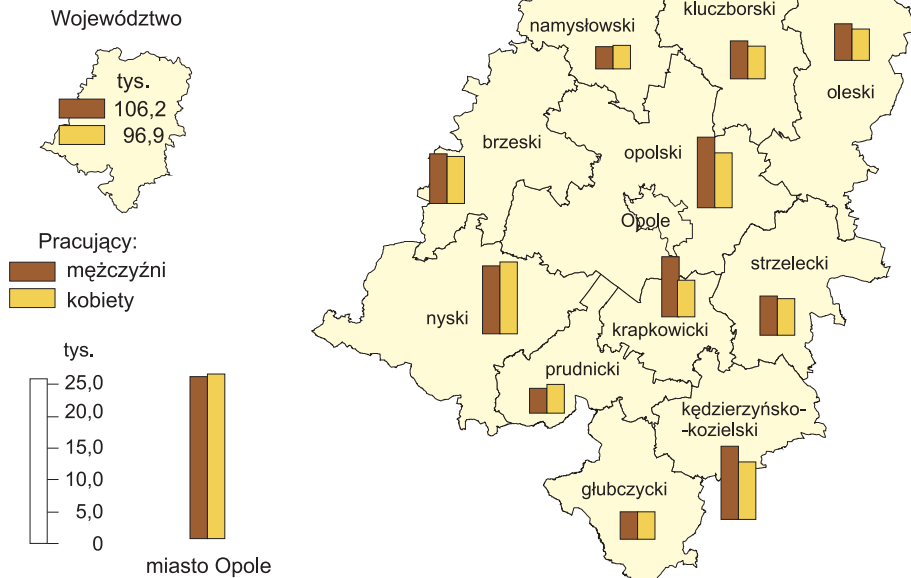 Województwo
tys.
106,2
96,9
Pracujący:
mężczyźni
kobiety
tys.
25,0
20,0
15,0
10,0
5,0
0
miasto Opole
namysłowski
kluczborski
oleski
brzeski
opolski
Opole
strzelecki
nyski
krapkowicki
prudnicki
kędzierzyńsko-
-kozielski
głubczycki